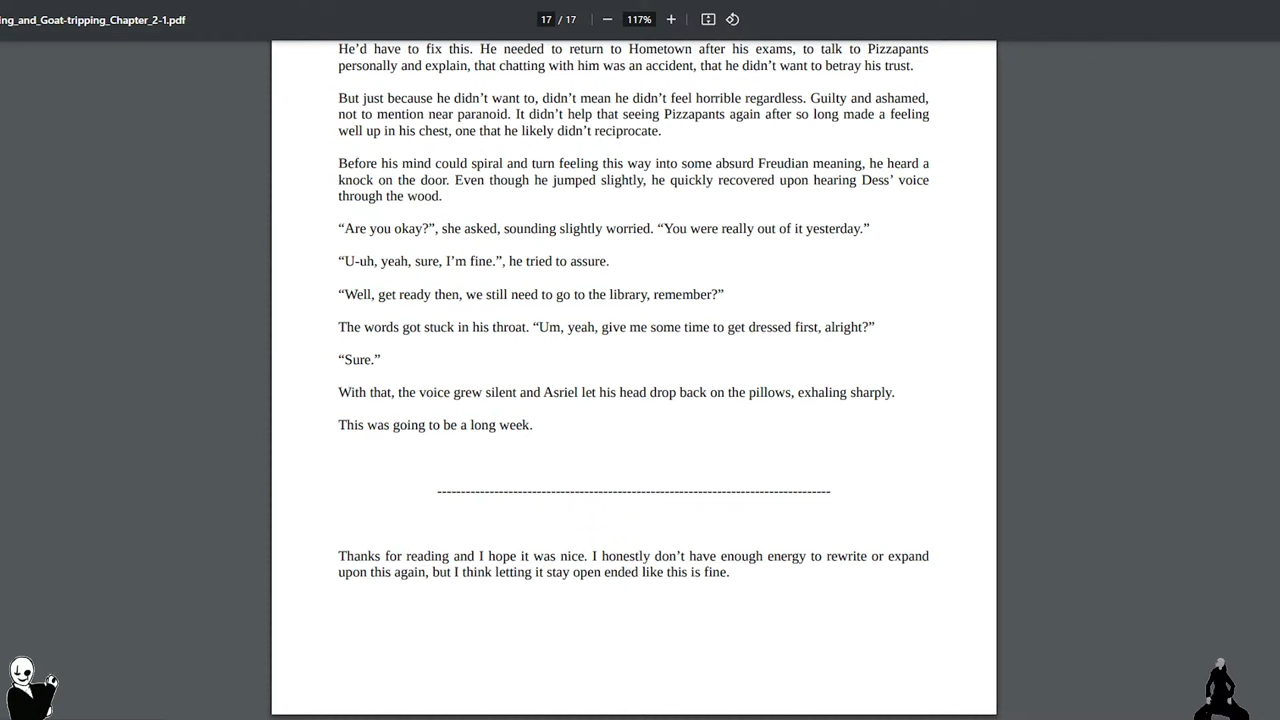 ing_and_Goat-tripping_Chapter_2-1.pdf
17 / 17
117%
He’d have to fix this. He needed to return to Hometown after his exams, to talk to Pizzapants
personally and explain, that chatting with him was an accident, that he didn’t want to betray his trust.
But just because he didn’t want to, didn’t mean he didn’t feel horrible regardless. Guilty and ashamed,
not to mention near paranoid. It didn’t help that seeing Pizzapants again after so long made a feeling
well up in his chest, one that he likely didn’t reciprocate.
Before his mind could spiral and turn feeling this way into some absurd Freudian meaning, he heard a
knock on the door. Even though he jumped slightly, he quickly recovered upon hearing Dess’ voice
through the wood.
“Are you okay?”, she asked, sounding slightly worried. “You were really out of it yesterday.”
“U-uh, yeah, sure, I’m fine.”, he tried to assure.
“Well, get ready then, we still need to go to the library, remember?”
The words got stuck in his throat. “Um, yeah, give me some time to get dressed first, alright?”
“Sure.”
With that, the voice grew silent and Asriel let his head drop back on the pillows, exhaling sharply.
This was going to be a long week.
-----------------------------------------------------------------------------------
Thanks for reading and I hope it was nice. I honestly don’t have enough energy to rewrite or expand
upon this again, but I think letting it stay open ended like this is fine.